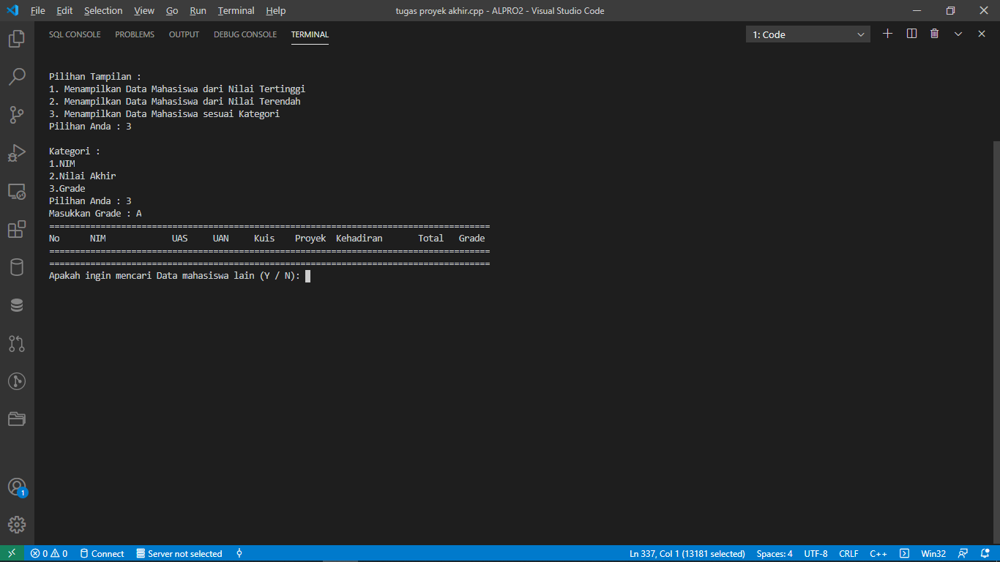 File Edit Selection View Go Run Terminal Help tugas proyek akhir.cpp - ALPRO2 - Visual Studio Code
SQL CONSOLE PROBLEMS OUTPUT DEBUG CONSOLE TERMINAL 1: Code
Pilihan Tampilan :
1. Menampilkan Data Mahasiswa dari Nilai Tertinggi
2. Menampilkan Data Mahasiswa dari Nilai Terendah
3. Menampilkan Data Mahasiswa sesuai Kategori
Pilihan Anda : 3
Kategori :
1.NIM
2.Nilai Akhir
3.Grade
Pilihan Anda : 3
Masukkan Grade : A
======================================================================================
No NIM UAS UAN Kuis Proyek Kehadiran Total Grade
======================================================================================
======================================================================================
Apakah ingin mencari Data mahasiswa lain (Y / N):
1
0 0 Connect Server not selected Ln 337, Col 1 (13181 selected) Spaces: 4 UTF-8 CRLF C++ Win32